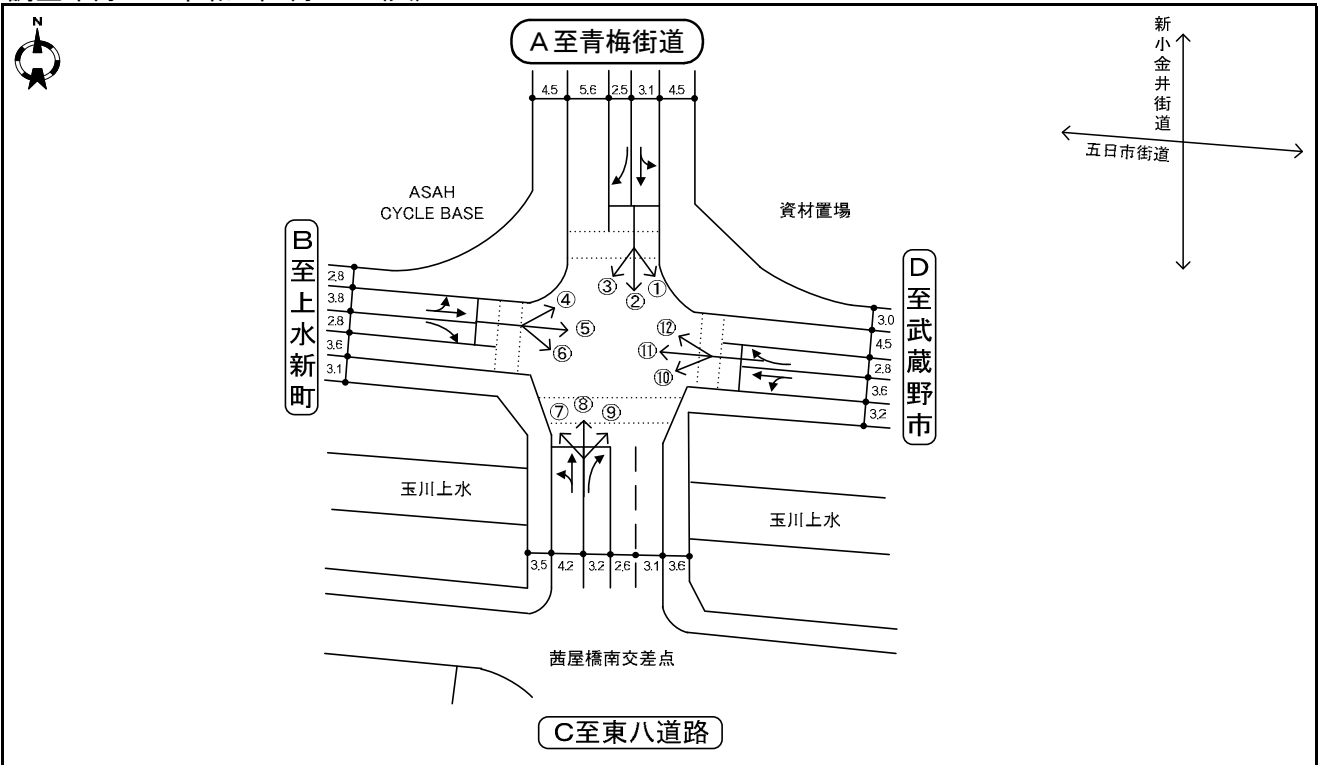 N
A至青梅街道
4.5 5.6 2.5 3.1 4.5
新小金井街道
五日市街道
ASAH
CYCLE BASE
資材置場
B至上水新町
2.8
3.8
2.8
3.6
3.1
③ ② ①
④
⑤
⑥
⑫
⑪
⑩
D至武蔵野市
3.0
4.5
2.8
3.6
3.2
⑦ ⑧ ⑨
玉川上水
玉川上水
3.5 4.2 3.2 2.6 3.1 3.6
茜屋橋南交差点
C至東八道路